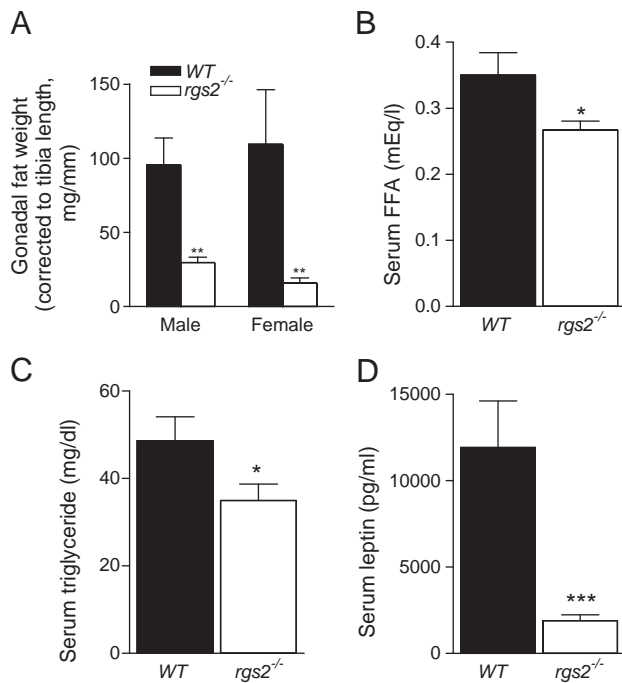 A
Gonadal fat weight
(corrected to tibia length,
mg/mm)
150
100
50
0
WT
rgs2-/-
**
**
Male
Female
B
Serum FFA (mEq/l)
0.4
0.3
0.2
0.1
0.0
*
WT
rgs2-/-
C
Serum triglyceride (mg/dl)
60
40
20
0
*
WT
rgs2-/-
D
Serum leptin (pg/ml)
15000
10000
5000
0
***
WT
rgs2-/-